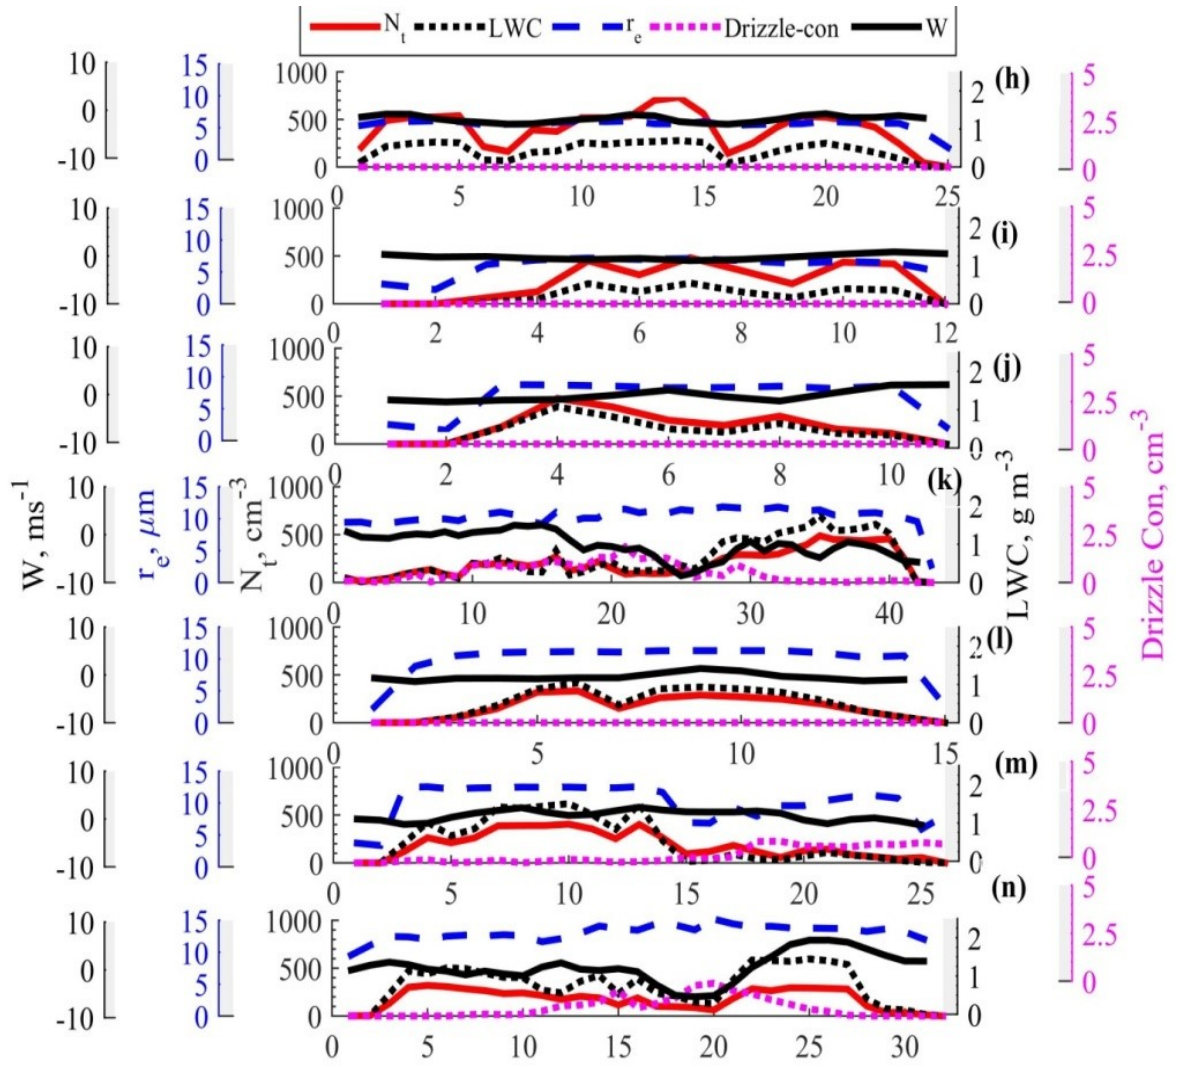 N_t LWC r_e Drizzle-con W
10 15 1000 2 (h) 5
0 10 500 1 2.5
-10 5 0 0 0
0
0 5 10 15 20 25
10 15 1000 2 (i) 5
0 10 500 1 2.5
-10 5 0 0 0
0
0 2 4 6 8 10 12
10 15 1000 2 (j) 5
0 10 500 1 2.5
-10 5 0 0 0
0
0 2 4 6 8 10
W, ms^-1
r_e, μm
N_t, cm^-3
10 15 1000 2 (k) 5
0 10 500 1 2.5
-10 5 0 0 0
0
0 10 20 30 40
LWC, g m^-3
Drizzle Con, cm^-3
10 15 1000 2 (l) 5
0 10 500 1 2.5
-10 5 0 0 0
0
0 5 10 15
10 15 1000 2 (m) 5
0 10 500 1 2.5
-10 5 0 0 0
0
0 5 10 15 20 25
10 15 1000 2 (n) 5
0 10 500 1 2.5
-10 5 0 0 0
0
0 5 10 15 20 25 30